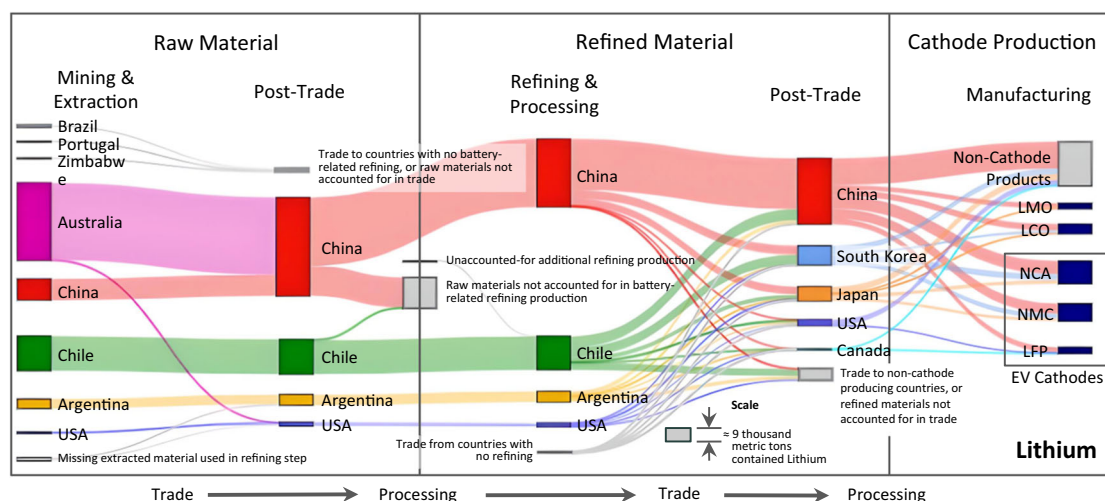 Raw Material
Refined Material
Cathode Production
Mining &
Extraction
Post-Trade
Refining &
Processing
Post-Trade
Manufacturing
Brazil
Portugal
Zimbabw
e
Australia
China
Chile
Argentina
USA
Missing extracted material used in refining step
Trade to countries with no battery-
related refining, or raw materials not
accounted for in trade
China
Chile
Argentina
USA
Unaccounted-for additional refining production
Raw materials not accounted for in battery-
related refining production
China
Chile
Argentina
USA
Trade from countries with
no refining
China
South Korea
Japan
USA
Canada
Trade to non-cathode
producing countries, or
refined materials not
accounted for in trade
Scale
≈ 9 thousand
metric tons
contained Lithium
Non-Cathode
Products
LMO
LCO
NCA
NMC
LFP
EV Cathodes
Lithium
Trade
Processing
Trade
Processing